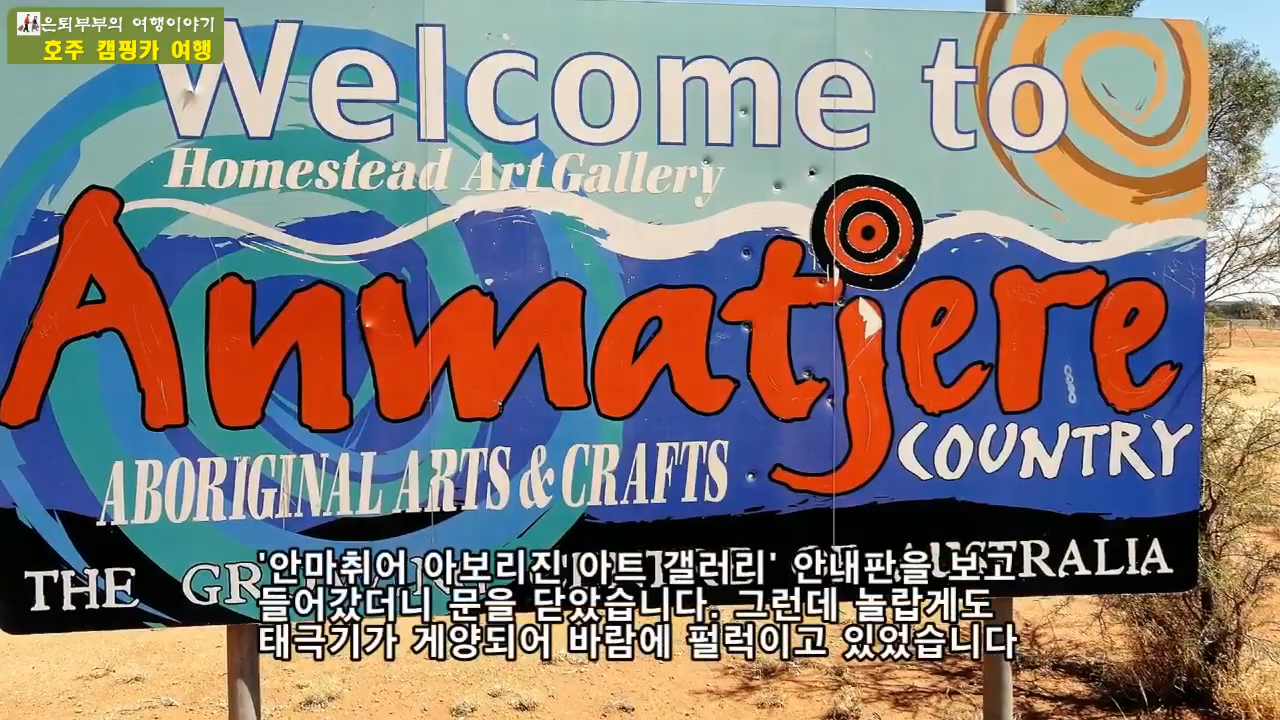 은퇴부부의 여행이야기
호주 캠핑카 여행
Welcome to
Homestead Art Gallery
Anmatjere
COUNTRY
ABORIGINAL ARTS & CRAFTS
THE AUSTRALIA
'안마취어 아보리진 아트 갤러리' 안내판을 보고
들어갔더니 문을 닫았습니다. 그런데 놀랍게도
태극기가 게양되어 바람에 펄럭이고 있었습니다